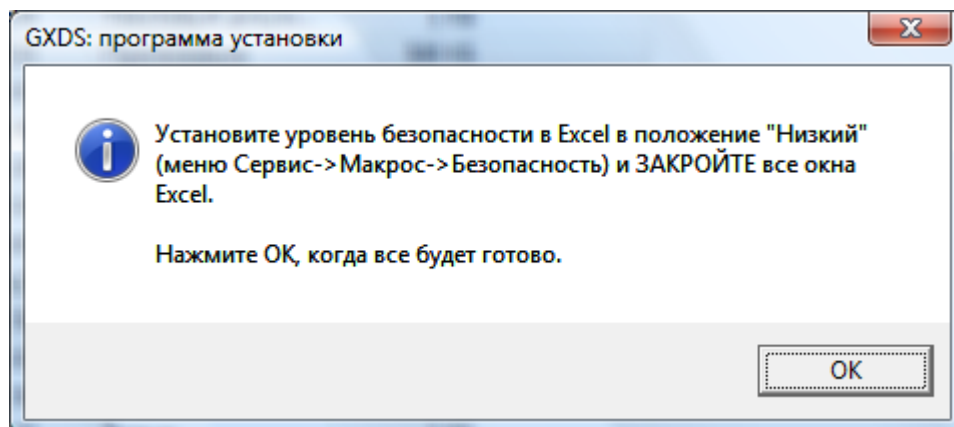 GXDS: программа установки
Установите уровень безопасности в Excel в положение "Низкий"
(меню Сервис->Макрос->Безопасность) и ЗАКРОЙТЕ все окна
Excel.
Нажмите ОК, когда все будет готово.
ОК